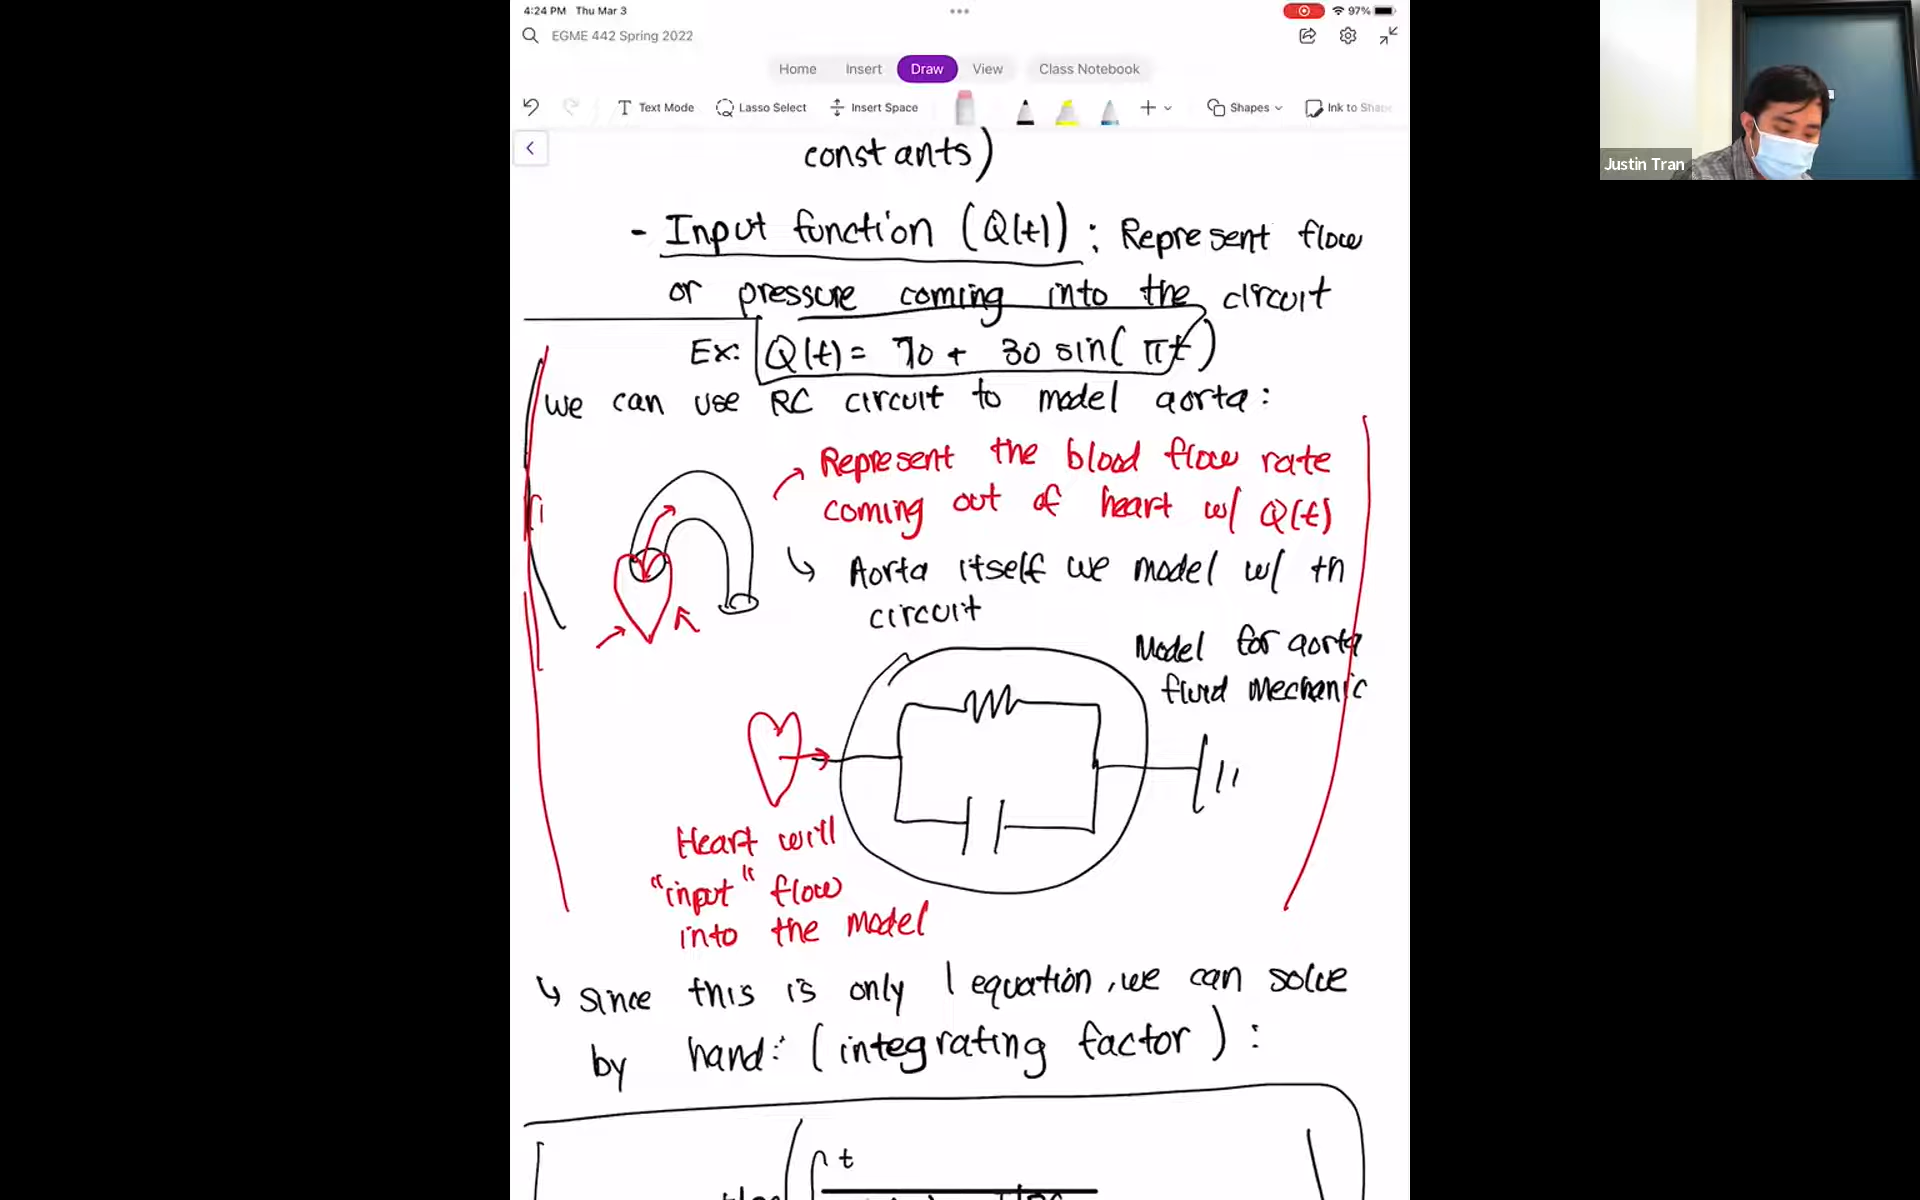 4:24 PM Thu Mar 3
97%
EGME 442 Spring 2022
Home Insert Draw View Class Notebook
Text Mode Lasso Select Insert Space Shapes Ink to Shape
Justin Tran
constants)
- Input function (Q(t)) : Represent flow
or pressure coming into the circuit
Ex: Q(t) = 70 + 30 sin(πt)
we can use RC circuit to model aorta:
Represent the blood flow rate
coming out of heart w/ Q(t)
Aorta itself we model w/ th
circuit
Model for aorta
fluid Mechanic
Heart will
"input" flow
into the model
since this is only 1 equation, we can solve
by hand: (integrating factor):
t